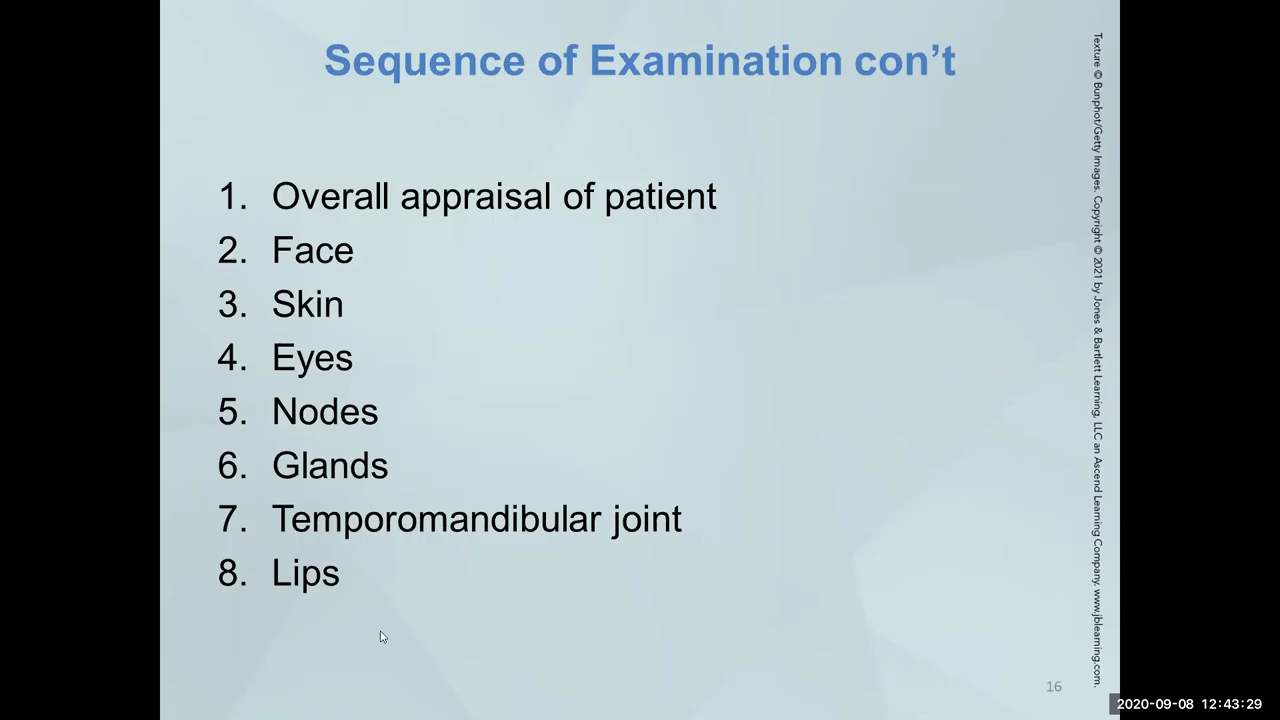 Sequence of Examination con’t
1. Overall appraisal of patient
2. Face
3. Skin
4. Eyes
5. Nodes
6. Glands
7. Temporomandibular joint
8. Lips
Texture © Bunphot/Getty Images. Copyright © 2021 by Jones & Bartlett Learning, LLC an Ascend Learning Company. www.jblearning.com.
16
2020-09-08 12:43:29